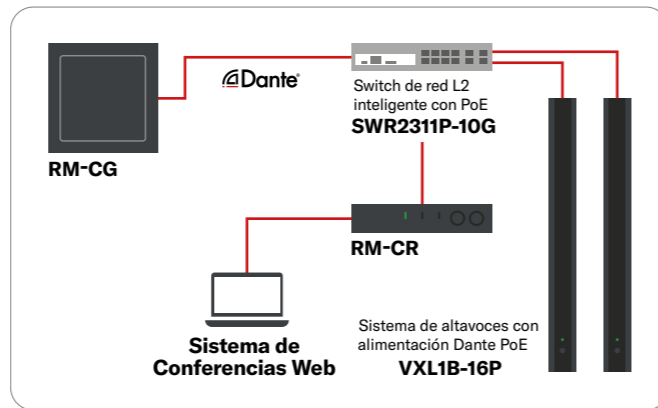 Dante®
Switch de red L2
inteligente con PoE
SWR2311P-10G
RM-CG
RM-CR
Sistema de
Conferencias Web
Sistema de altavoces con
alimentación Dante PoE
VXL1B-16P